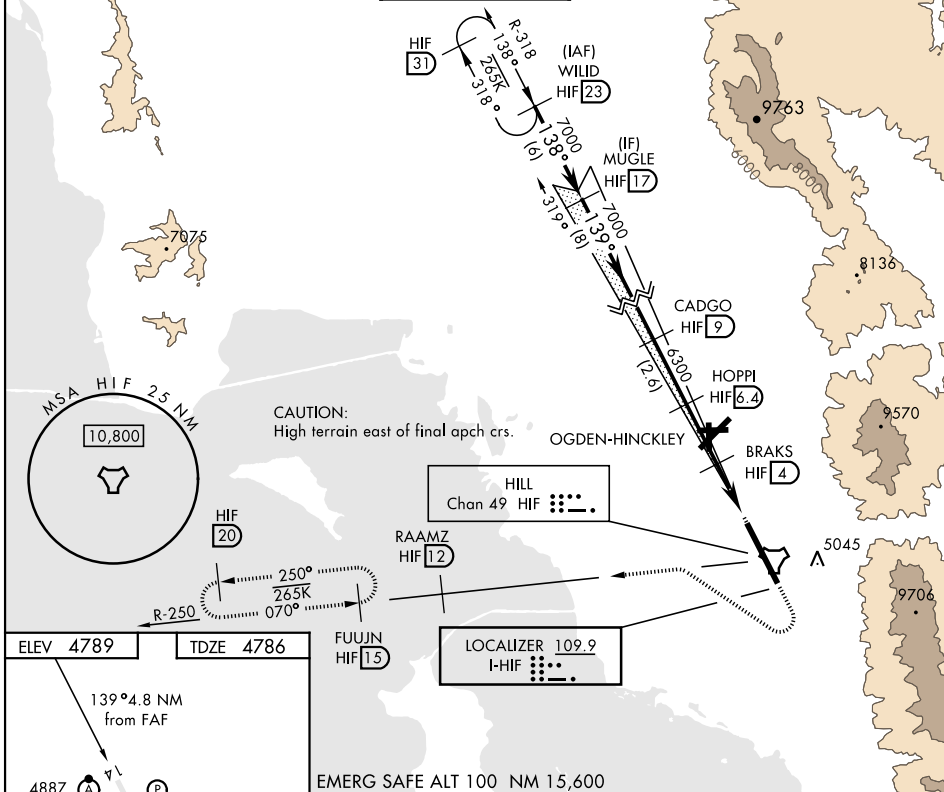 HIF
31
R-318
138°
265K
318°
(IAF)
WILID
HIF 23
7000
138°
(6)
(IF)
MUGLE
HIF 17
7000
139°
319°
(8)
9763
6000
8000
7075
8136
CADGO
HIF 9
6300
(2.6)
HOPPI
HIF 6.4
9570
MSA HIF 25 NM
10,800
CAUTION:
High terrain east of final apch crs.
OGDEN-HINCKLEY
BRAKS
HIF 4
HILL
Chan 49 HIF
HIF
20
RAAMZ
HIF 12
5045
250°
265K
070°
R-250
9706
FUUJN
HIF 15
LOCALIZER 109.9
I-HIF
ELEV 4789
TDZE 4786
139°4.8 NM
from FAF
14
4887
A
P
EMERG SAFE ALT 100 NM 15,600